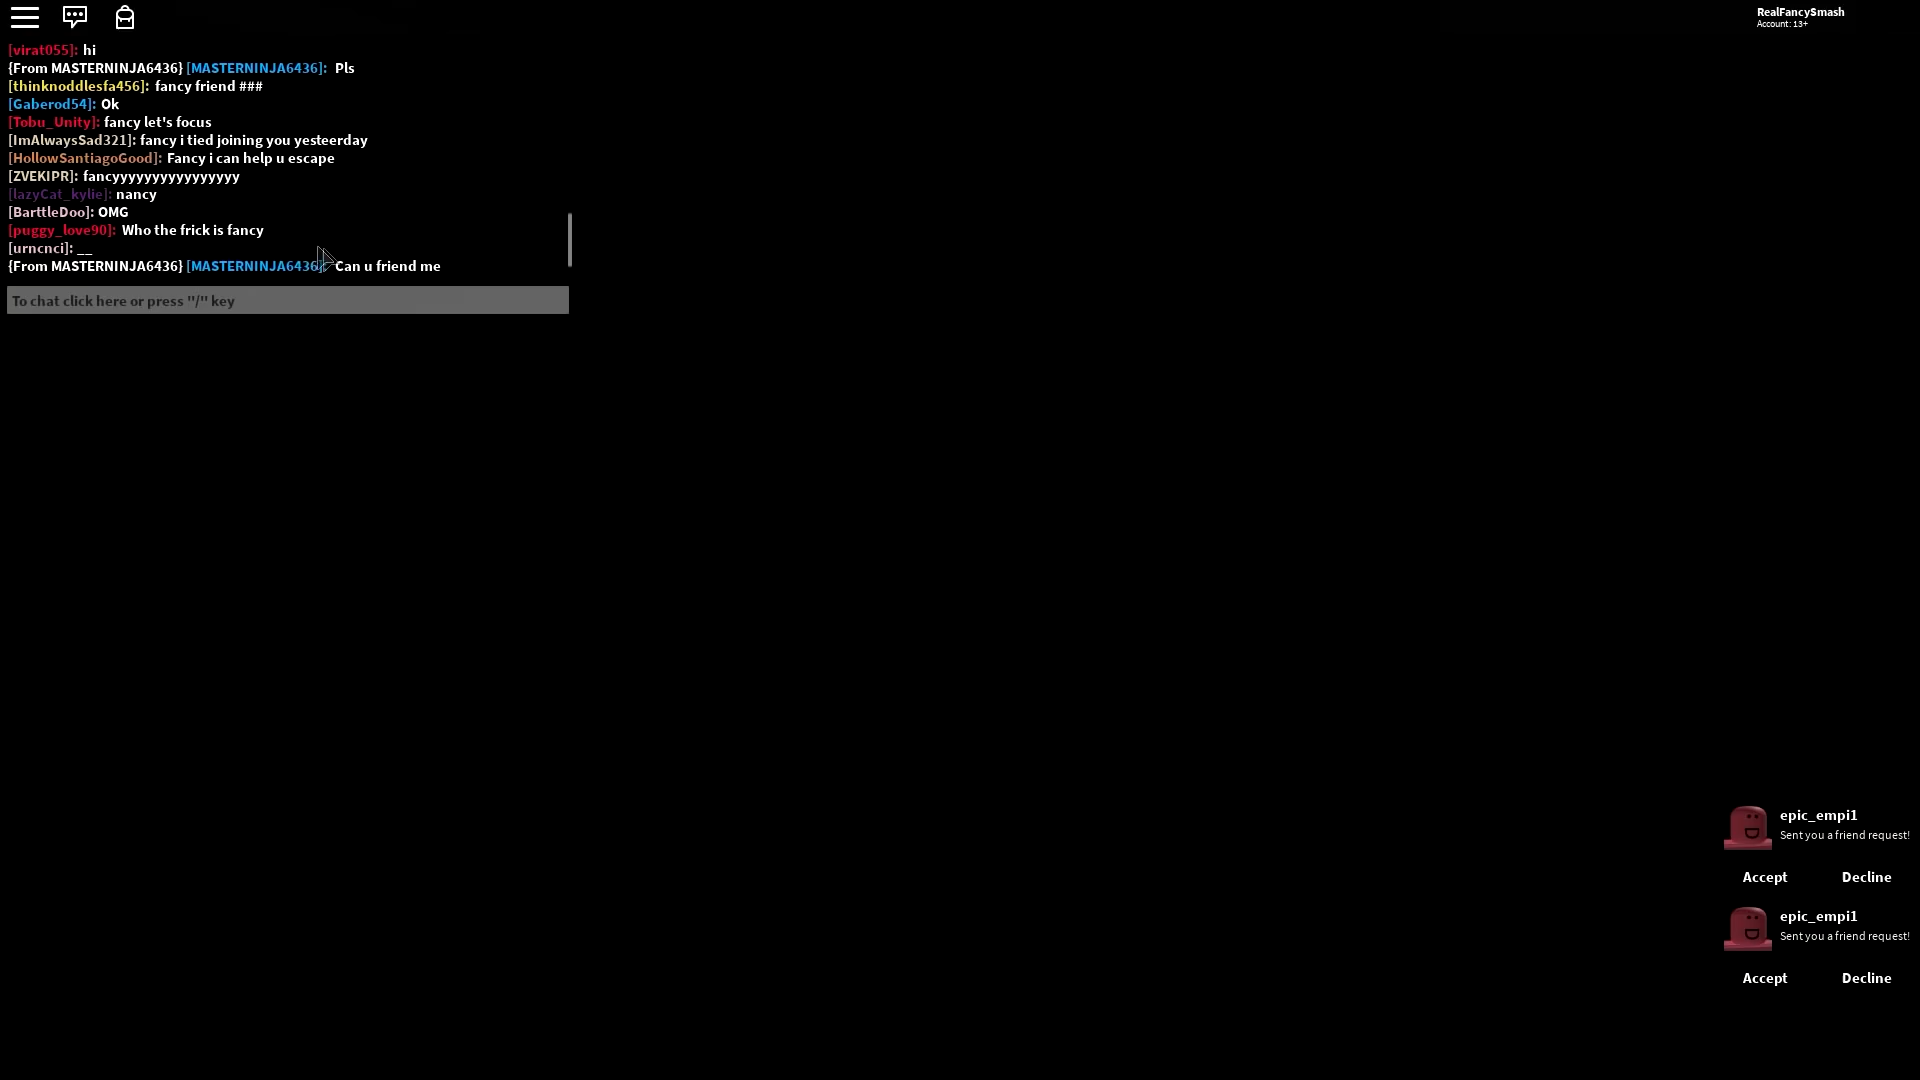 RealFancySmash
Account: 13+
[virat055]: hi
{From MASTERNINJA6436} [MASTERNINJA6436]: Pls
[thinknoddlesfa456]: fancy friend ###
[Gaberod54]: Ok
[Tobu_Unity]: fancy let's focus
[ImAlwaysSad321]: fancy i tied joining you yesteerday
[HollowSantiagoGood]: Fancy i can help u escape
[ZVEKIPR]: fancyyyyyyyyyyyyyyyy
[lazyCat_kylie]: nancy
[BarttleDoo]: OMG
[puggy_love90]: Who the frick is fancy
[urncnci]: __
{From MASTERNINJA6436} [MASTERNINJA6436]: Can u friend me
To chat click here or press "/" key
epic_empi1
Sent you a friend request!
Accept Decline
epic_empi1
Sent you a friend request!
Accept Decline